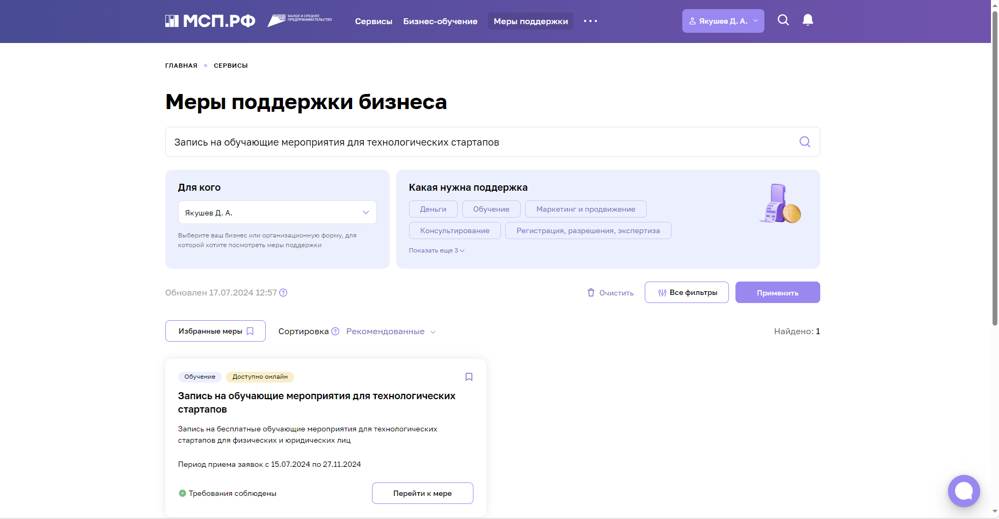 МСП.РФ
МАЛОЕ И СРЕДНЕЕ
ПРЕДПРИНИМАТЕЛЬСТВО
Сервисы
Бизнес-обучение
Меры поддержки
Якушев Д. А.
ГЛАВНАЯ
СЕРВИСЫ
Меры поддержки бизнеса
Запись на обучающие мероприятия для технологических стартапов
Для кого
Якушев Д. А.
Выберите ваш бизнес или организационную форму, для
которой хотите посмотреть меры поддержки
Какая нужна поддержка
Деньги
Обучение
Маркетинг и продвижение
Консультирование
Регистрация, разрешения, экспертиза
Показать еще 3
Обновлен 17.07.2024 12:57
Очистить
Все фильтры
Применить
Избранные меры
Сортировка
Рекомендованные
Найдено: 1
Обучение
Доступно онлайн
Запись на обучающие мероприятия для технологических
стартапов
Запись на бесплатные обучающие мероприятия для технологических
стартапов для физических и юридических лиц
Период приема заявок с 15.07.2024 по 27.11.2024
Требования соблюдены
Перейти к мере